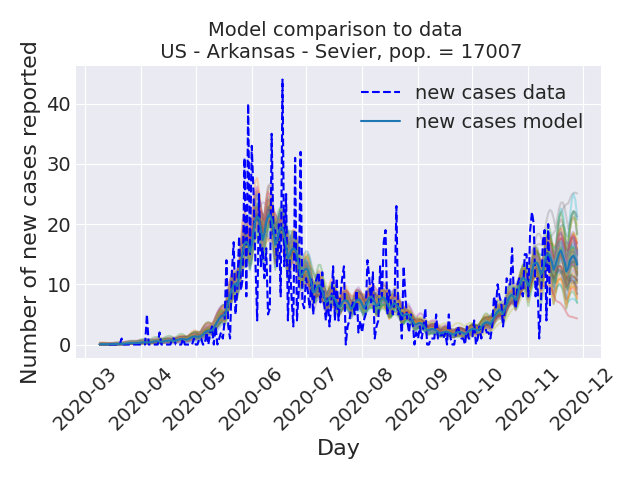 Model comparison to data
US - Arkansas - Sevier, pop. = 17007
Number of new cases reported
40
30
20
10
0
new cases data
new cases model
2020-03
2020-04
2020-05
2020-06
2020-07
2020-08
2020-09
2020-10
2020-11
2020-12
Day